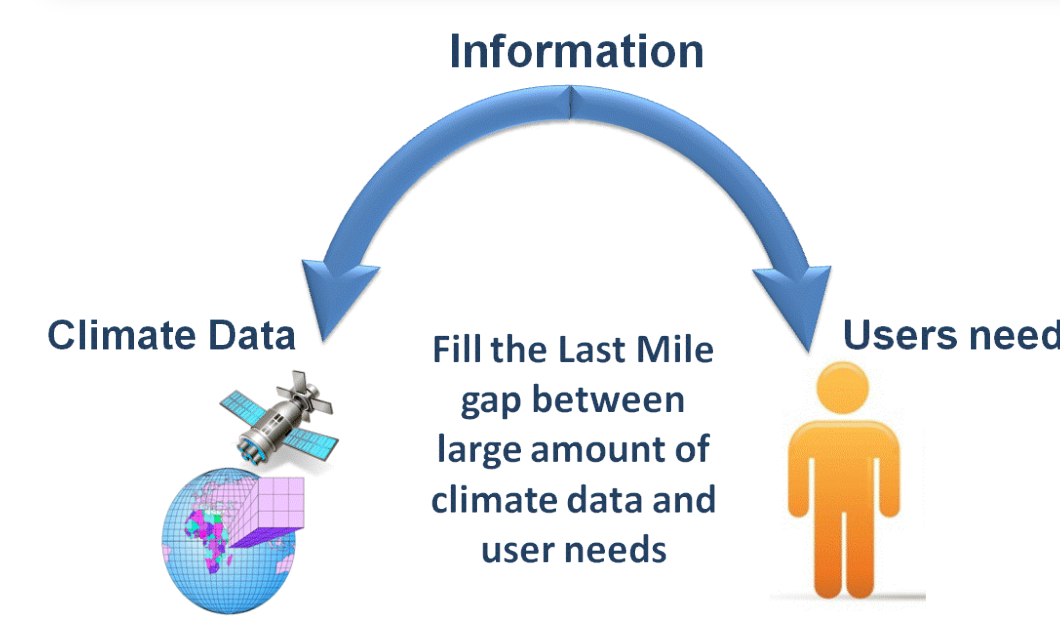 Information
Climate Data
Users need
Fill the Last Mile
gap between
large amount of
climate data and
user needs